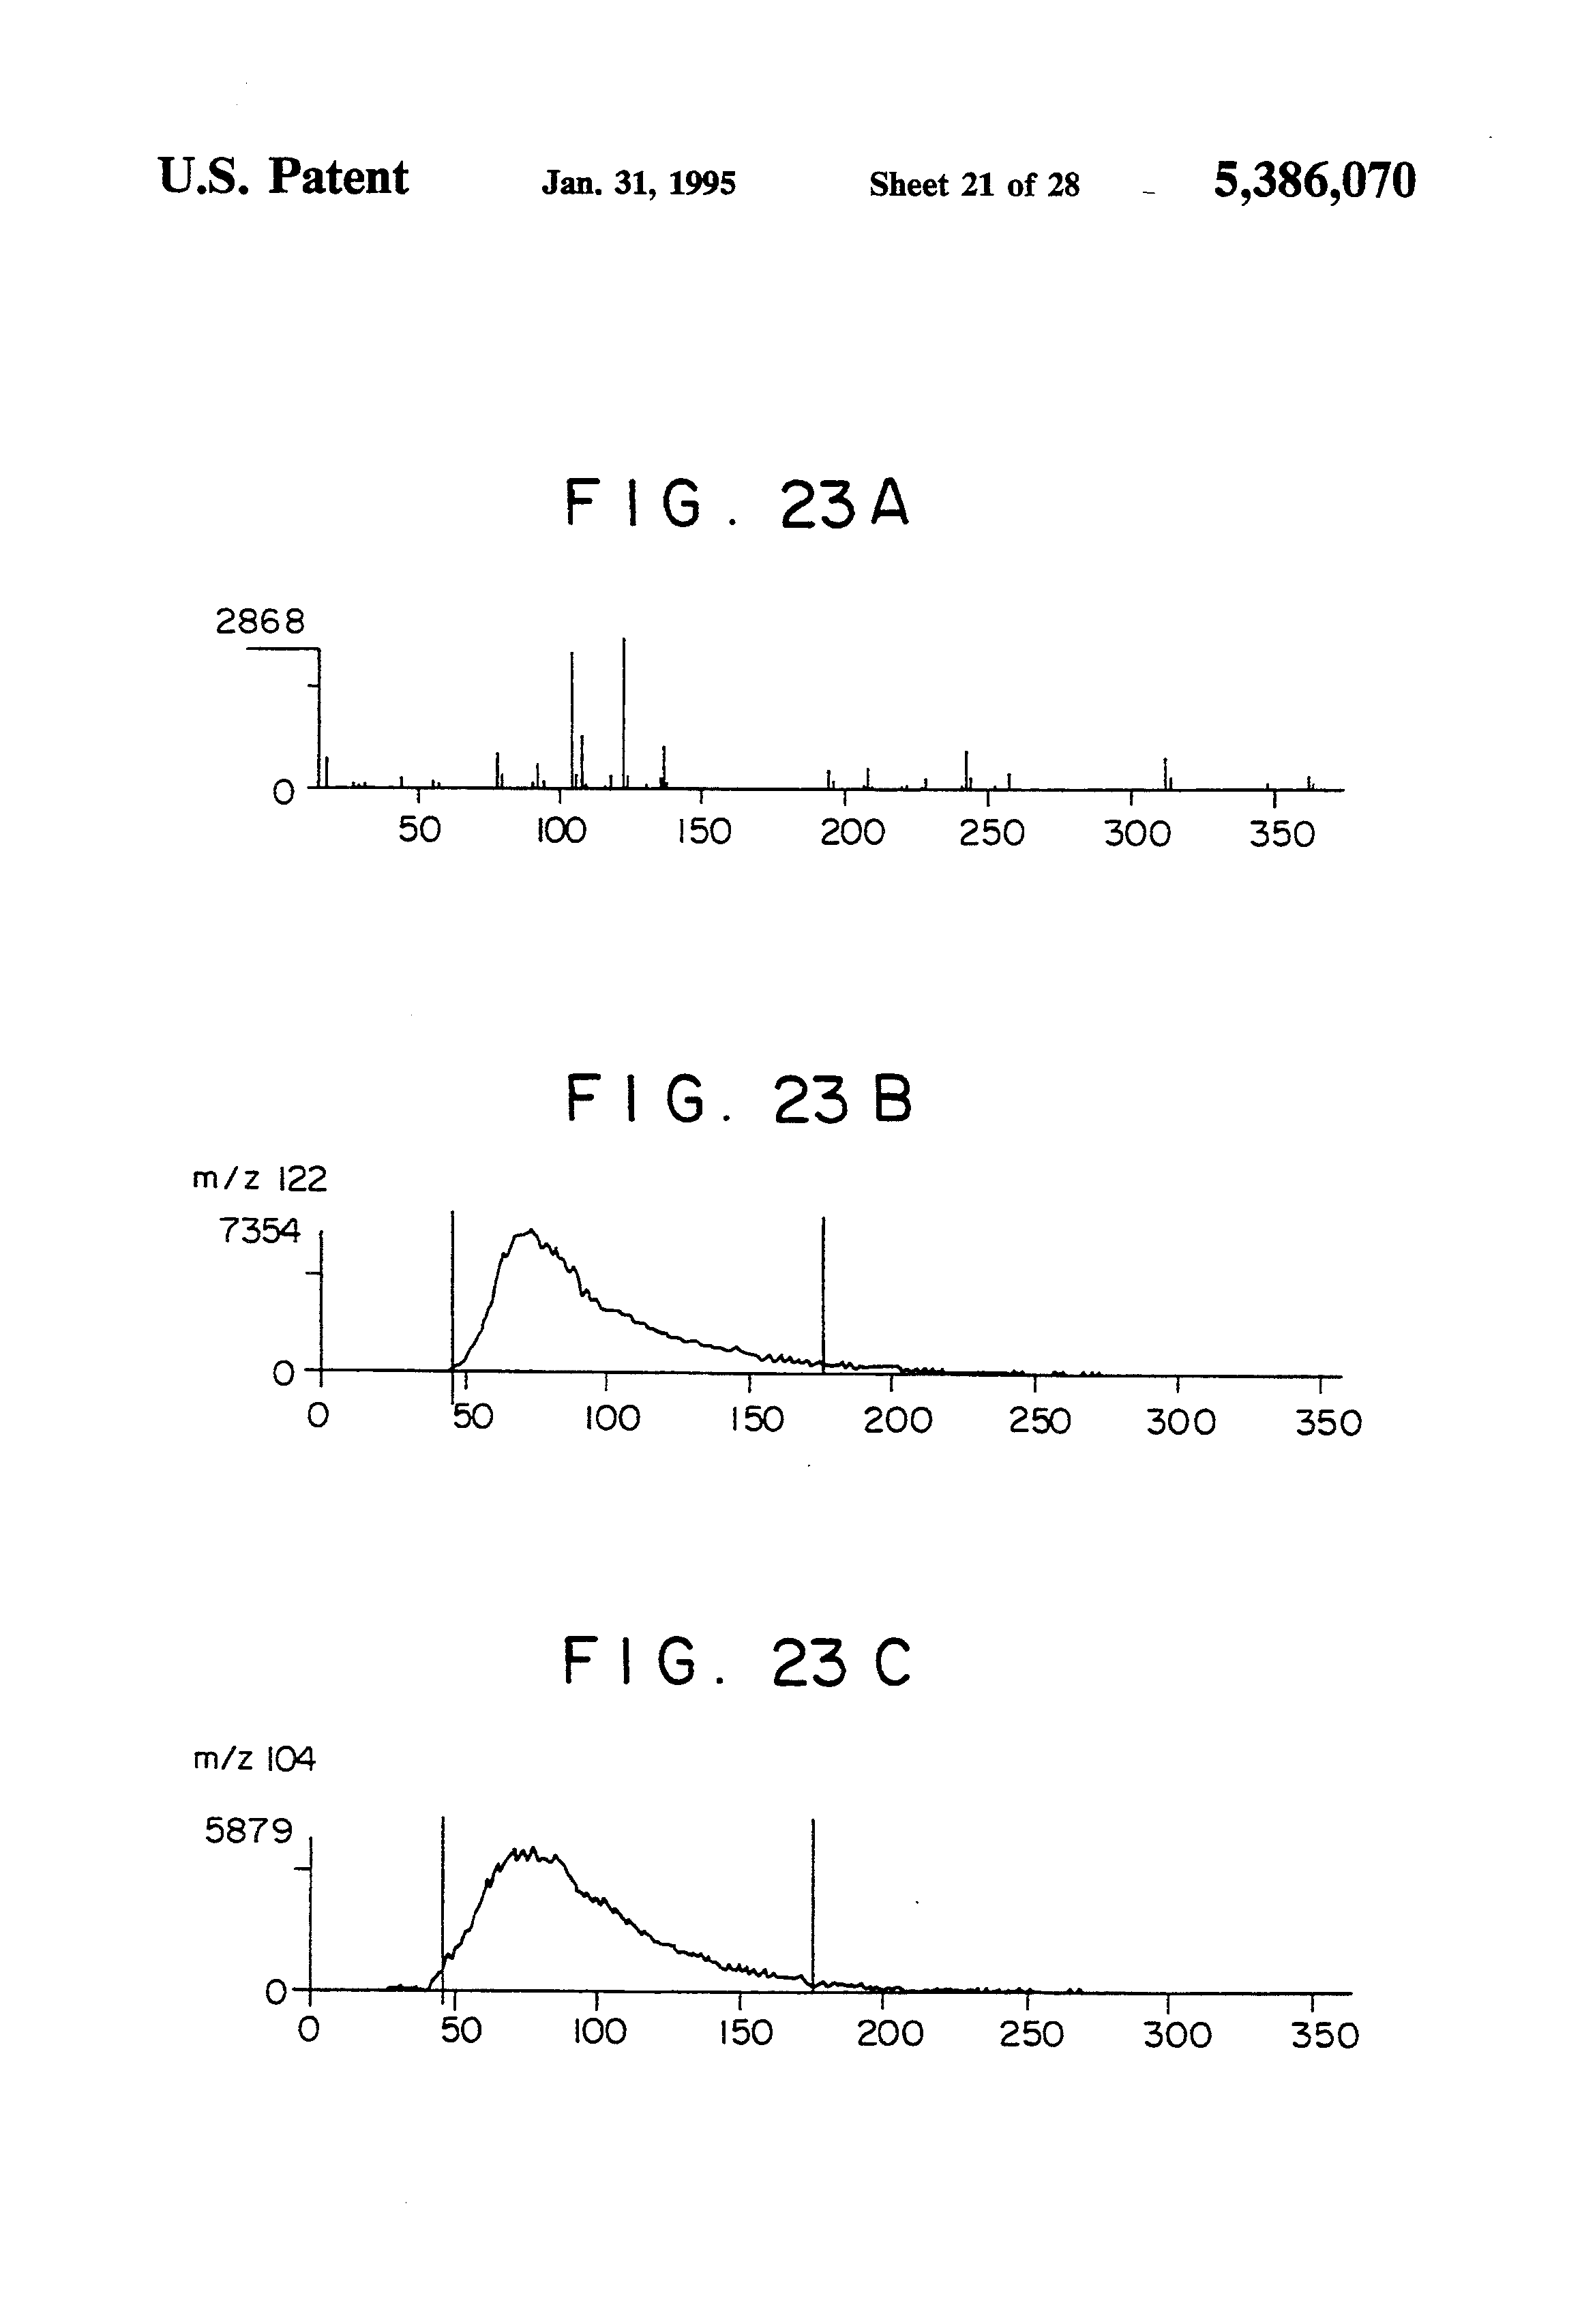 U.S. Patent Jan. 31, 1995 Sheet 21 of 28 5,386,070
FIG. 23A
2868
0
50 100 150 200 250 300 350
FIG. 23B
m/z 122
7354
0
0 50 100 150 200 250 300 350
FIG. 23C
m/z 104
5879
0
0 50 100 150 200 250 300 350